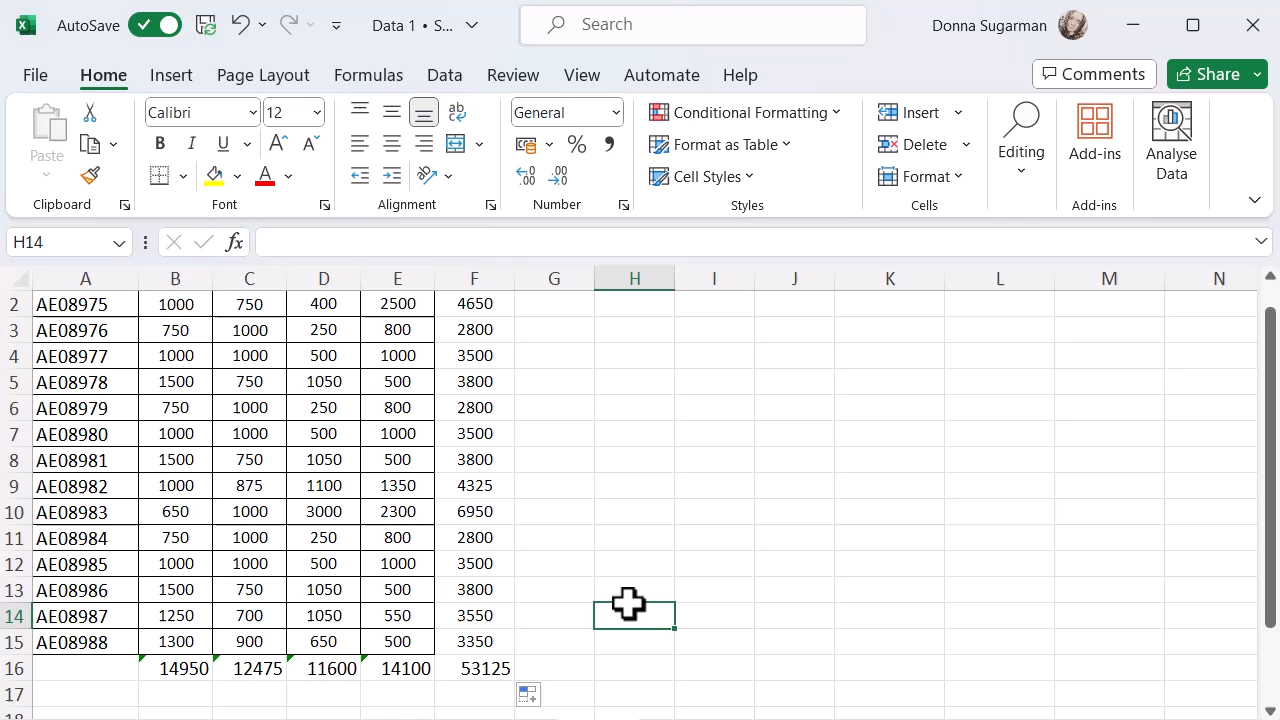 AutoSave Data 1 • S... Search Donna Sugarman
File Home Insert Page Layout Formulas Data Review View Automate Help Comments Share
Paste
Clipboard
Calibri 12
B I U A A
A
Font
ab
Alignment
General
% 9
Number
Conditional Formatting
Format as Table
Cell Styles
Styles
Insert
Delete
Format
Cells
Editing
Add-ins
Add-ins
Analyse
Data
H14 fx
A B C D E F G H I J K L M N
2 AE08975 1000 750 400 2500 4650
3 AE08976 750 1000 250 800 2800
4 AE08977 1000 1000 500 1000 3500
5 AE08978 1500 750 1050 500 3800
6 AE08979 750 1000 250 800 2800
7 AE08980 1000 1000 500 1000 3500
8 AE08981 1500 750 1050 500 3800
9 AE08982 1000 875 1100 1350 4325
10 AE08983 650 1000 3000 2300 6950
11 AE08984 750 1000 250 800 2800
12 AE08985 1000 1000 500 1000 3500
13 AE08986 1500 750 1050 500 3800
14 AE08987 1250 700 1050 550 3550
15 AE08988 1300 900 650 500 3350
16 14950 12475 11600 14100 53125
17
18